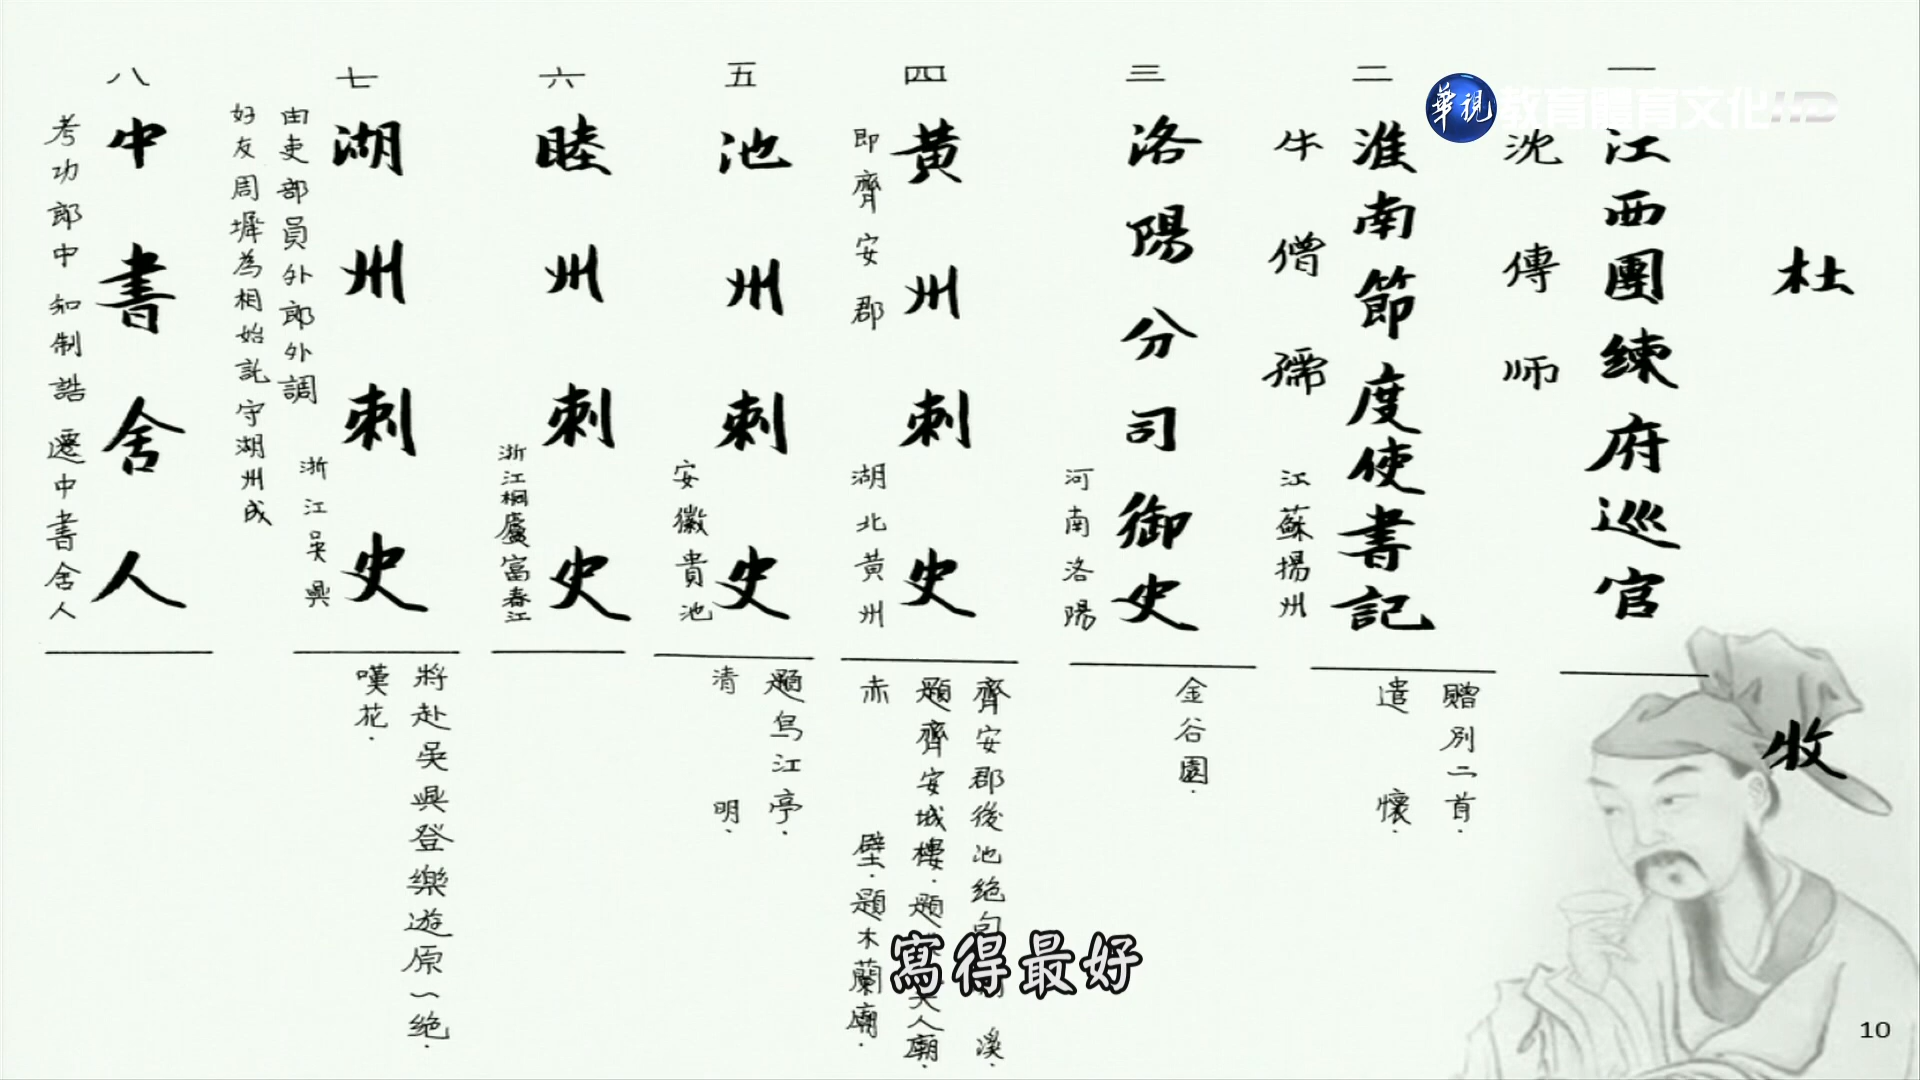 華視 教育體育文化HD
杜牧
一
江西團練府巡官
沈傳師
二
淮南節度使書記
牛僧孺
江蘇揚州
贈別二首.
遣懷.
三
洛陽分司御史
河南洛陽
金谷園.
四
黃州刺史
即齊安郡
湖北黃州
齊安郡後池絕句
溪
題齊安城樓.題
夫人廟.
赤壁.題木蘭廟.
五
池州刺史
安徽貴池
題烏江亭.
清明.
六
睦州刺史
浙江桐廬富春江
七
湖州刺史
由吏部員外郎外調
浙江吳興
好友周墀為相始訛守湖州成
將赴吳興登樂遊原一絕.
嘆花.
八
中書舍人
考功郎中知制誥遷中書舍人
寫得最好
10